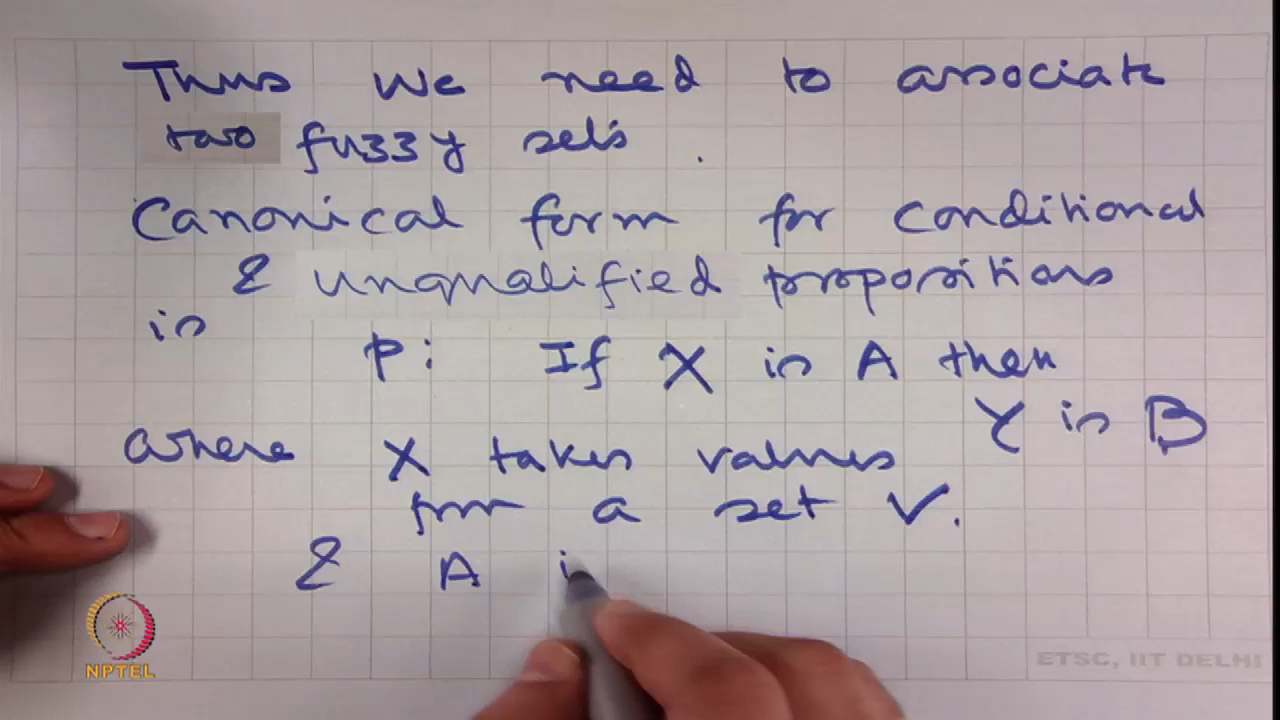 Thus we need to associate
two fuzzy sets.
Canonical form for conditional
& unqualified propositions
is
p: If X is A then
Y is B
where X takes values
from a set V.
& A i
NPTEL
ETSC, IIT DELHI